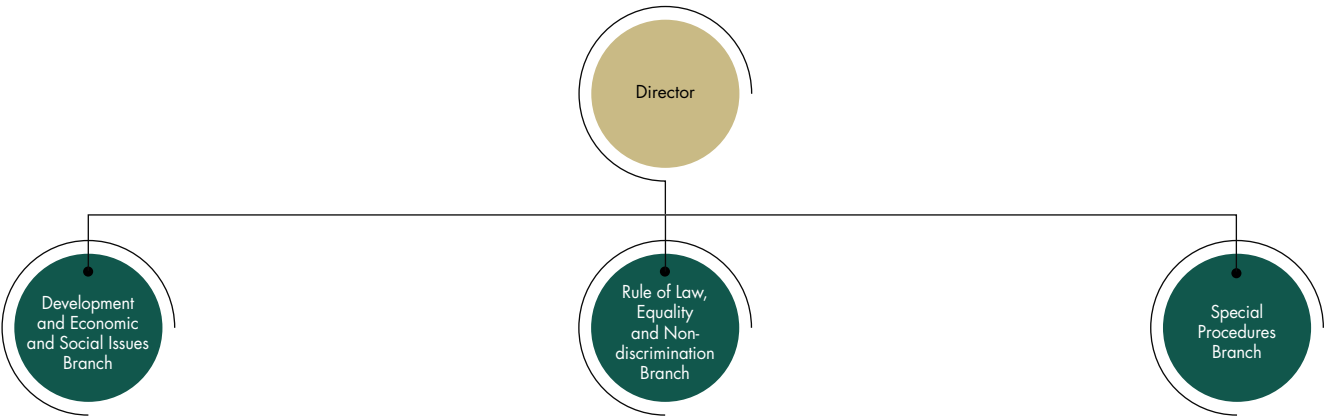 Director
Development
and Economic
and Social Issues
Branch
Rule of Law,
Equality
and Non-
discrimination
Branch
Special
Procedures
Branch